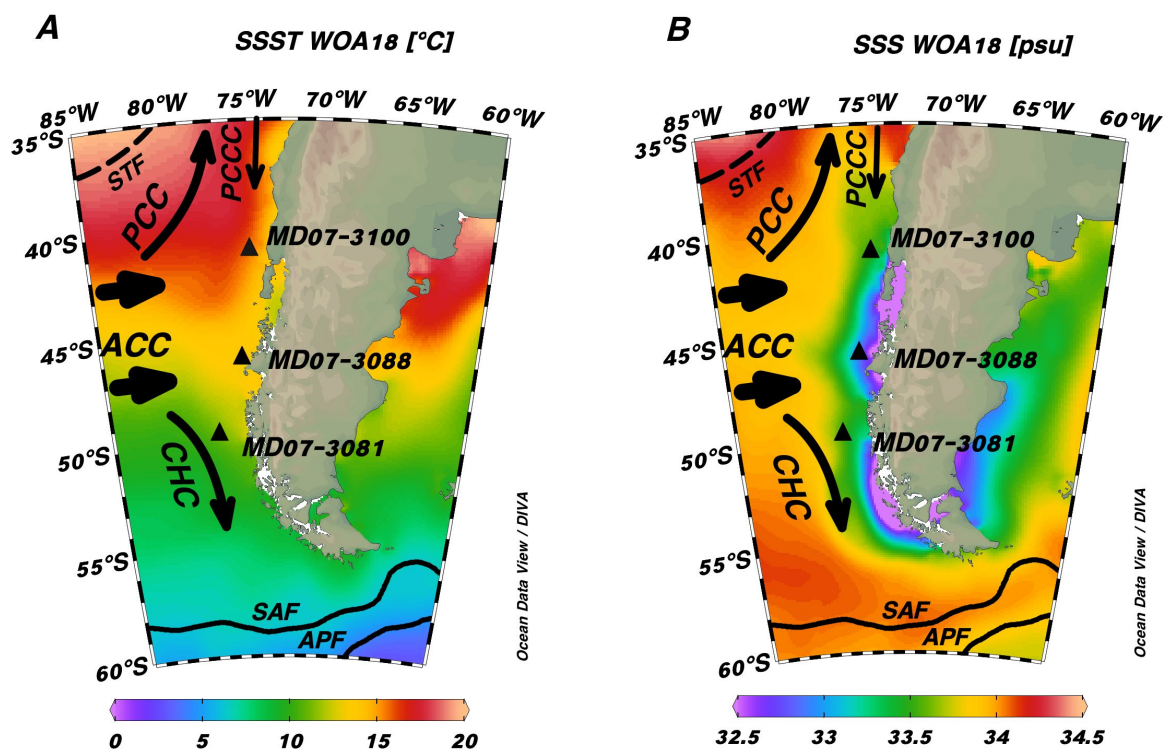 A
SSST WOA18 [°C]
85°W
80°W
75°W
70°W
65°W
60°W
35°S
40°S
45°S
50°S
55°S
60°S
STF
PCC
PCCC
MD07-3100
ACC
MD07-3088
MD07-3081
CHC
SAF
APF
Ocean Data View / DIVA
0
5
10
15
20
B
SSS WOA18 [psu]
85°W
80°W
75°W
70°W
65°W
60°W
35°S
40°S
45°S
50°S
55°S
60°S
STF
PCC
PCCC
MD07-3100
ACC
MD07-3088
MD07-3081
CHC
SAF
APF
Ocean Data View / DIVA
32.5
33
33.5
34
34.5